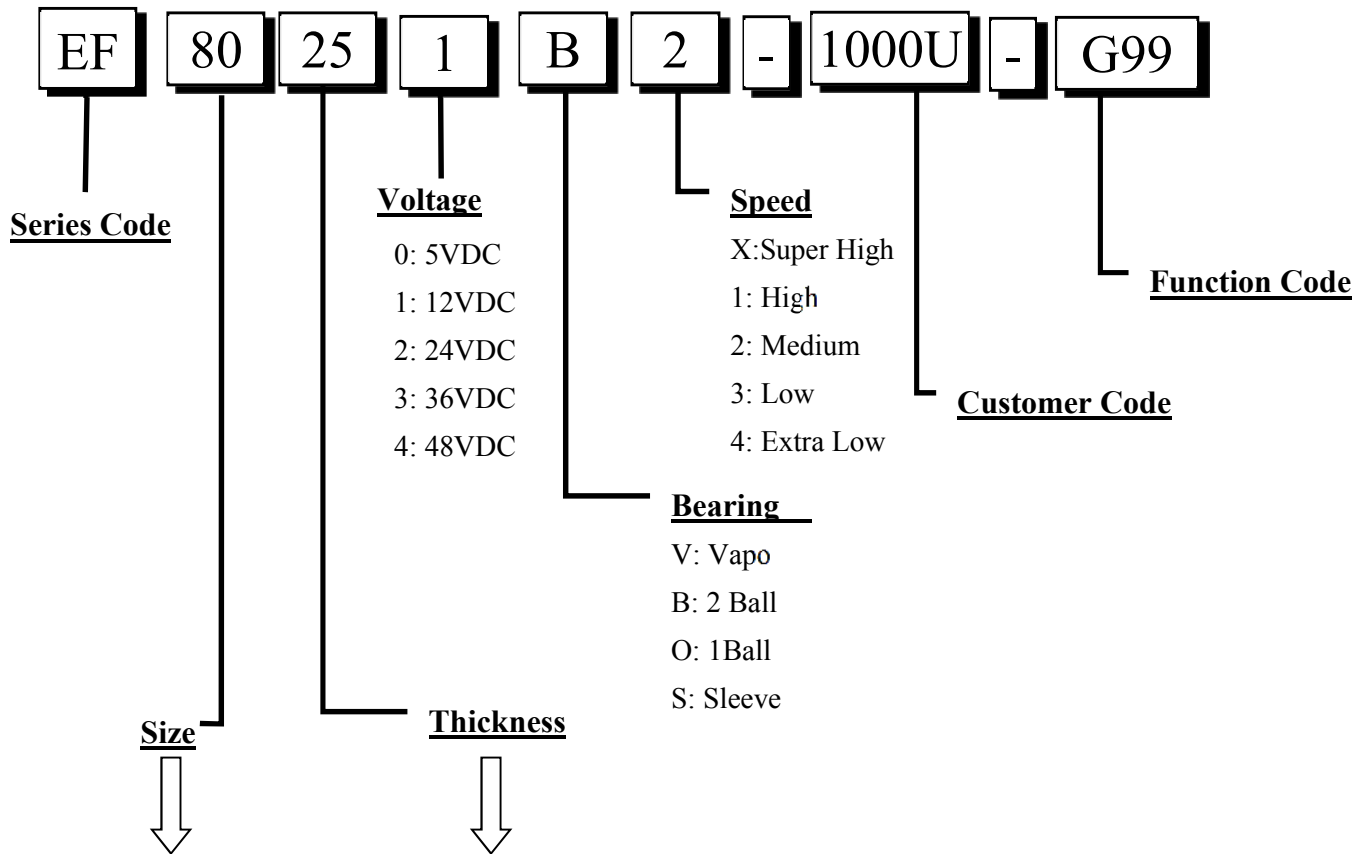 EF 80 25 1 B 2 - 1000U - G99
Series Code
Voltage
0: 5VDC
1: 12VDC
2: 24VDC
3: 36VDC
4: 48VDC
Speed
X:Super High
1: High
2: Medium
3: Low
4: Extra Low
Function Code
Customer Code
Bearing
V: Vapo
B: 2 Ball
O: 1Ball
S: Sleeve
Size
Thickness